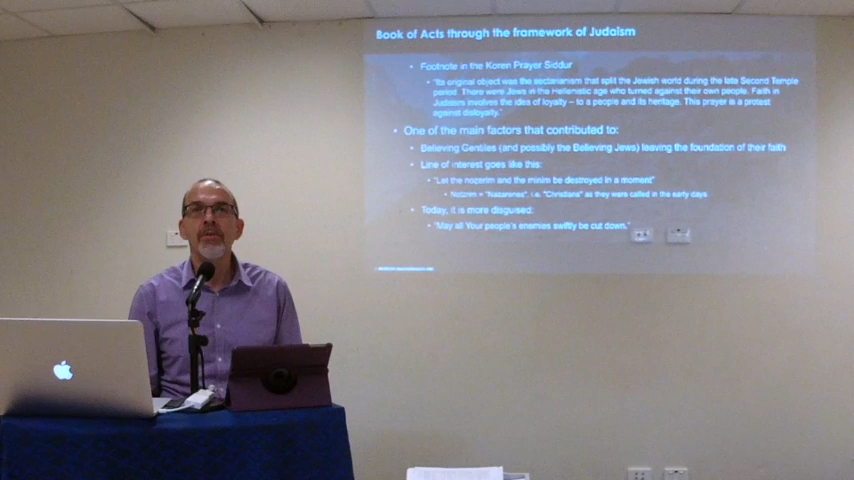 Book of Acts through the framework of Judaism
Footnote in the Koren Prayer Siddur
"Its original object was the sectarianism that split the Jewish world during the late Second Temple
period. There were Jews in the Hellenistic age who turned against their own people. Faith in
Judaism involves the idea of loyalty – to a people and its heritage. This prayer is a protest
against disloyalty."
One of the main factors that contributed to:
Believing Gentiles (and possibly the Believing Jews) leaving the foundation of their faith
Line of interest goes like this:
"Let the nozerim and the minim be destroyed in a moment"
Notzrim = "Nazarenes", i.e. "Christians" as they were called in the early days
Today, it is more disguised:
"May all Your people's enemies swiftly be cut down."